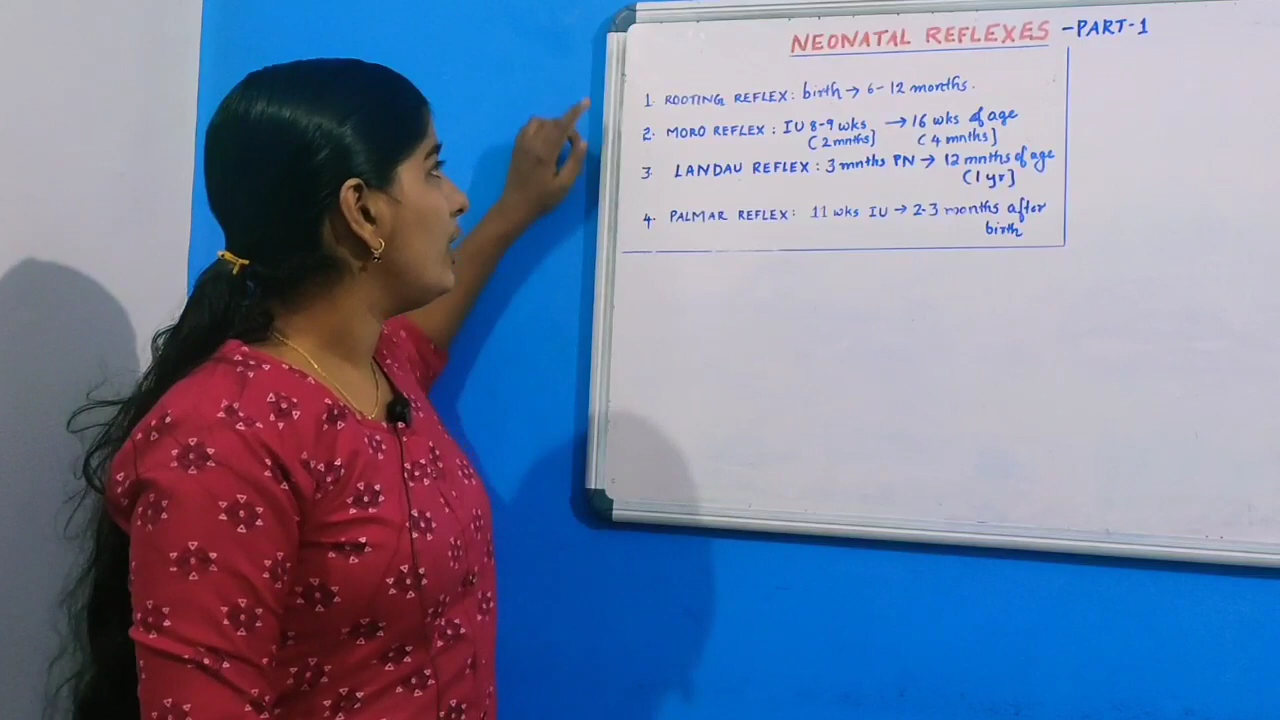 NEONATAL REFLEXES -PART-1
1. ROOTING REFLEX: birth → 6-12 months.
2. MORO REFLEX: IU 8-9 wks → 16 wks of age
(2 mnths] (4 mnths]
3. LANDAU REFLEX: 3 mnths PN → 12 mnths of age
(1 yr]
4. PALMAR REFLEX: 11 wks IU → 2-3 months after
birth